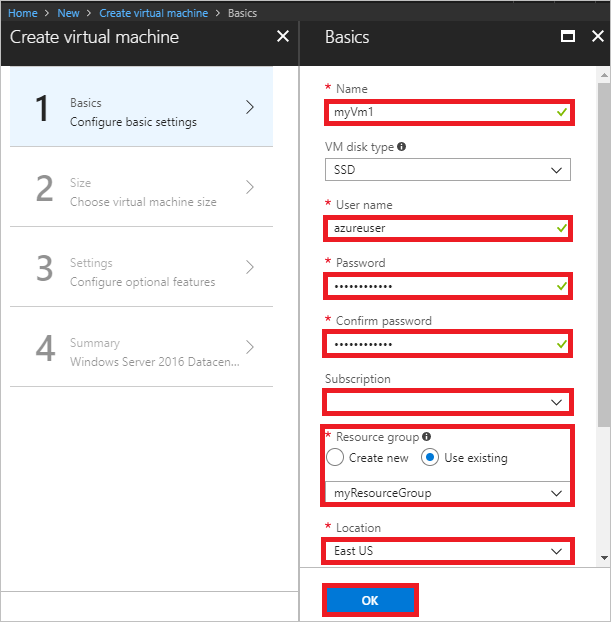 Home > New > Create virtual machine > Basics
Create virtual machine
1
Basics
Configure basic settings
2
Size
Choose virtual machine size
3
Settings
Configure optional features
4
Summary
Windows Server 2016 Datacen...
Basics
* Name
myVm1
VM disk type
SSD
* User name
azureuser
* Password
••••••••••••
* Confirm password
••••••••••••
Subscription
* Resource group
Create new Use existing
myResourceGroup
* Location
East US
OK